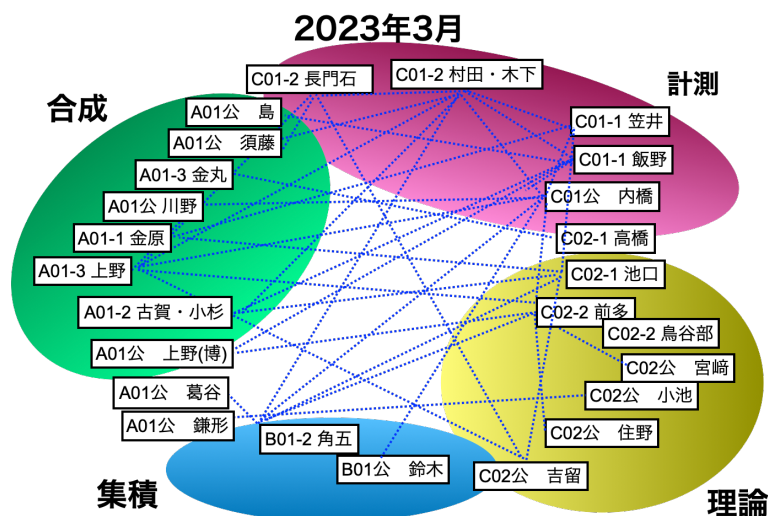 2023年3月
計測
合成
C01-2 長門石
C01-2 村田・木下
A01公　島
A01公　須藤
C01-1 笠井
C01-1 飯野
A01-3 金丸
A01公 川野
C01公　内橋
A01-1 金原
C02-1 高橋
A01-3 上野
C02-1 池口
A01-2 古賀・小杉
C02-2 前多
C02-2 鳥谷部
A01公　上野(博)
C02公　宮﨑
A01公　葛谷
C02公　小池
A01公　鎌形
B01-2 角五
C02公　住野
B01公　鈴木
C02公　吉留
集積
理論